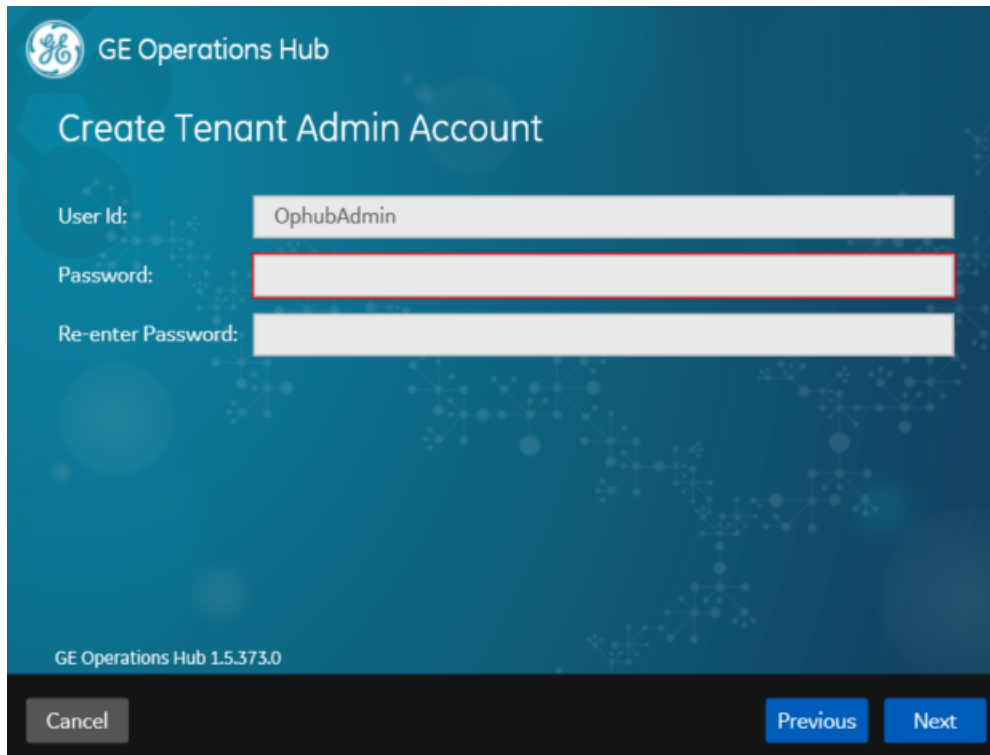 GE Operations Hub
Create Tenant Admin Account
User Id: OphubAdmin
Password:
Re-enter Password:
GE Operations Hub 1.5.373.0
Cancel Previous Next